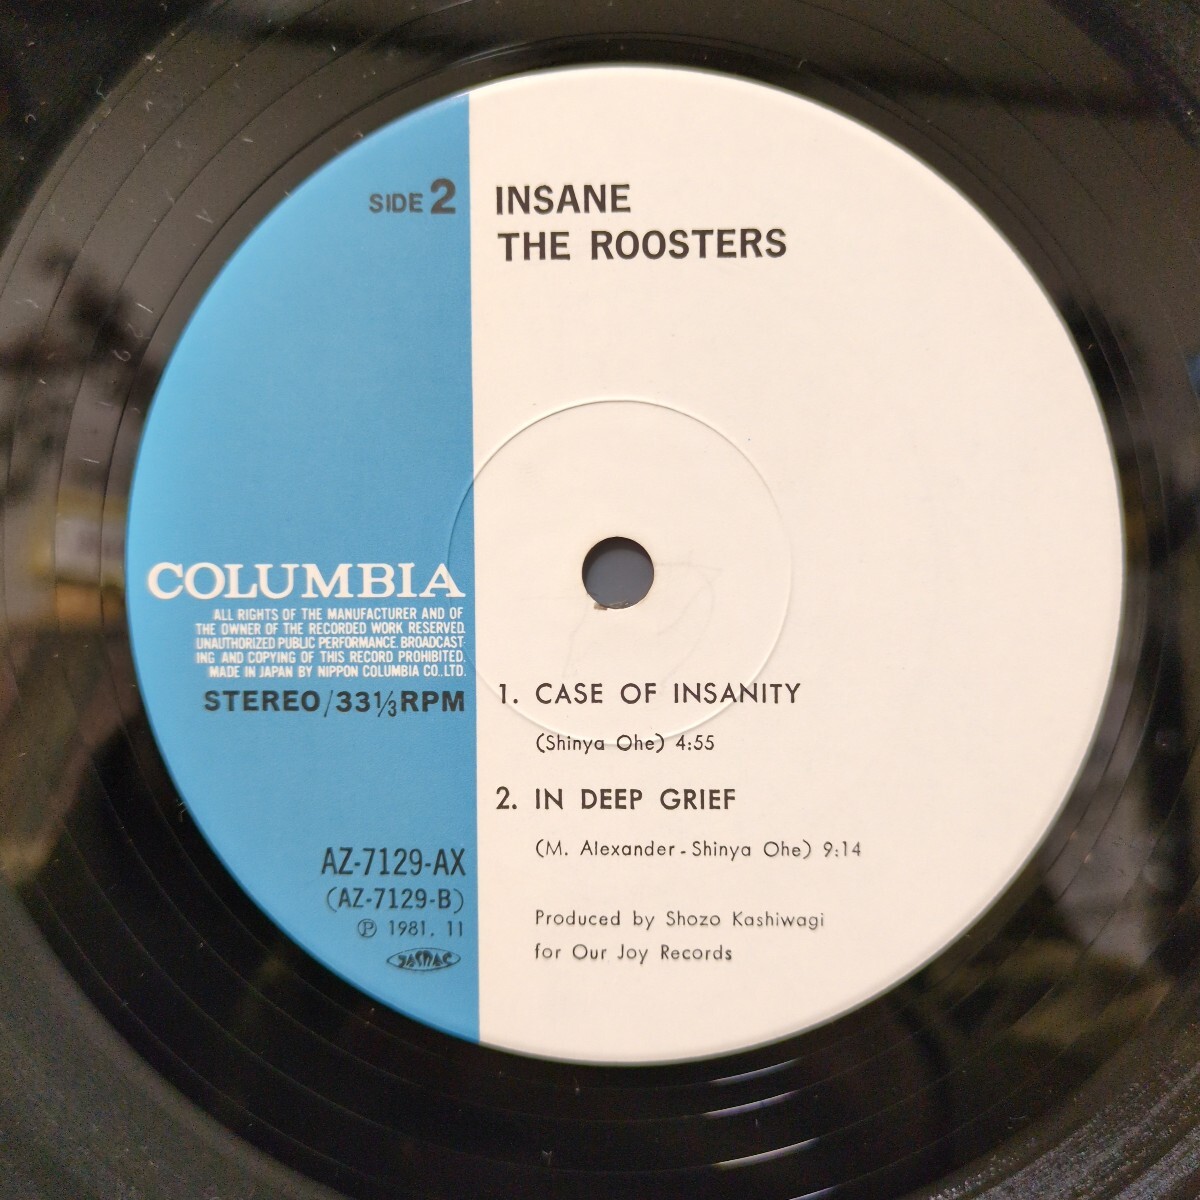 SIDE 2
INSANE
THE ROOSTERS
COLUMBIA
ALL RIGHTS OF THE MANUFACTURER AND OF
THE OWNER OF THE RECORDED WORK RESERVED.
UNAUTHORIZED PUBLIC PERFORMANCE. BROADCAST-
ING AND COPYING OF THIS RECORD PROHIBITED.
MADE IN JAPAN BY NIPPON COLUMBIA CO., LTD.
STEREO/33⅓RPM
1. CASE OF INSANITY
(Shinya Ohe) 4:55
2. IN DEEP GRIEF
(M. Alexander-Shinya Ohe) 9:14
AZ-7129-AX
(AZ-7129-B)
Ⓟ 1981. 11
JASRAC
Produced by Shozo Kashiwagi
for Our Joy Records